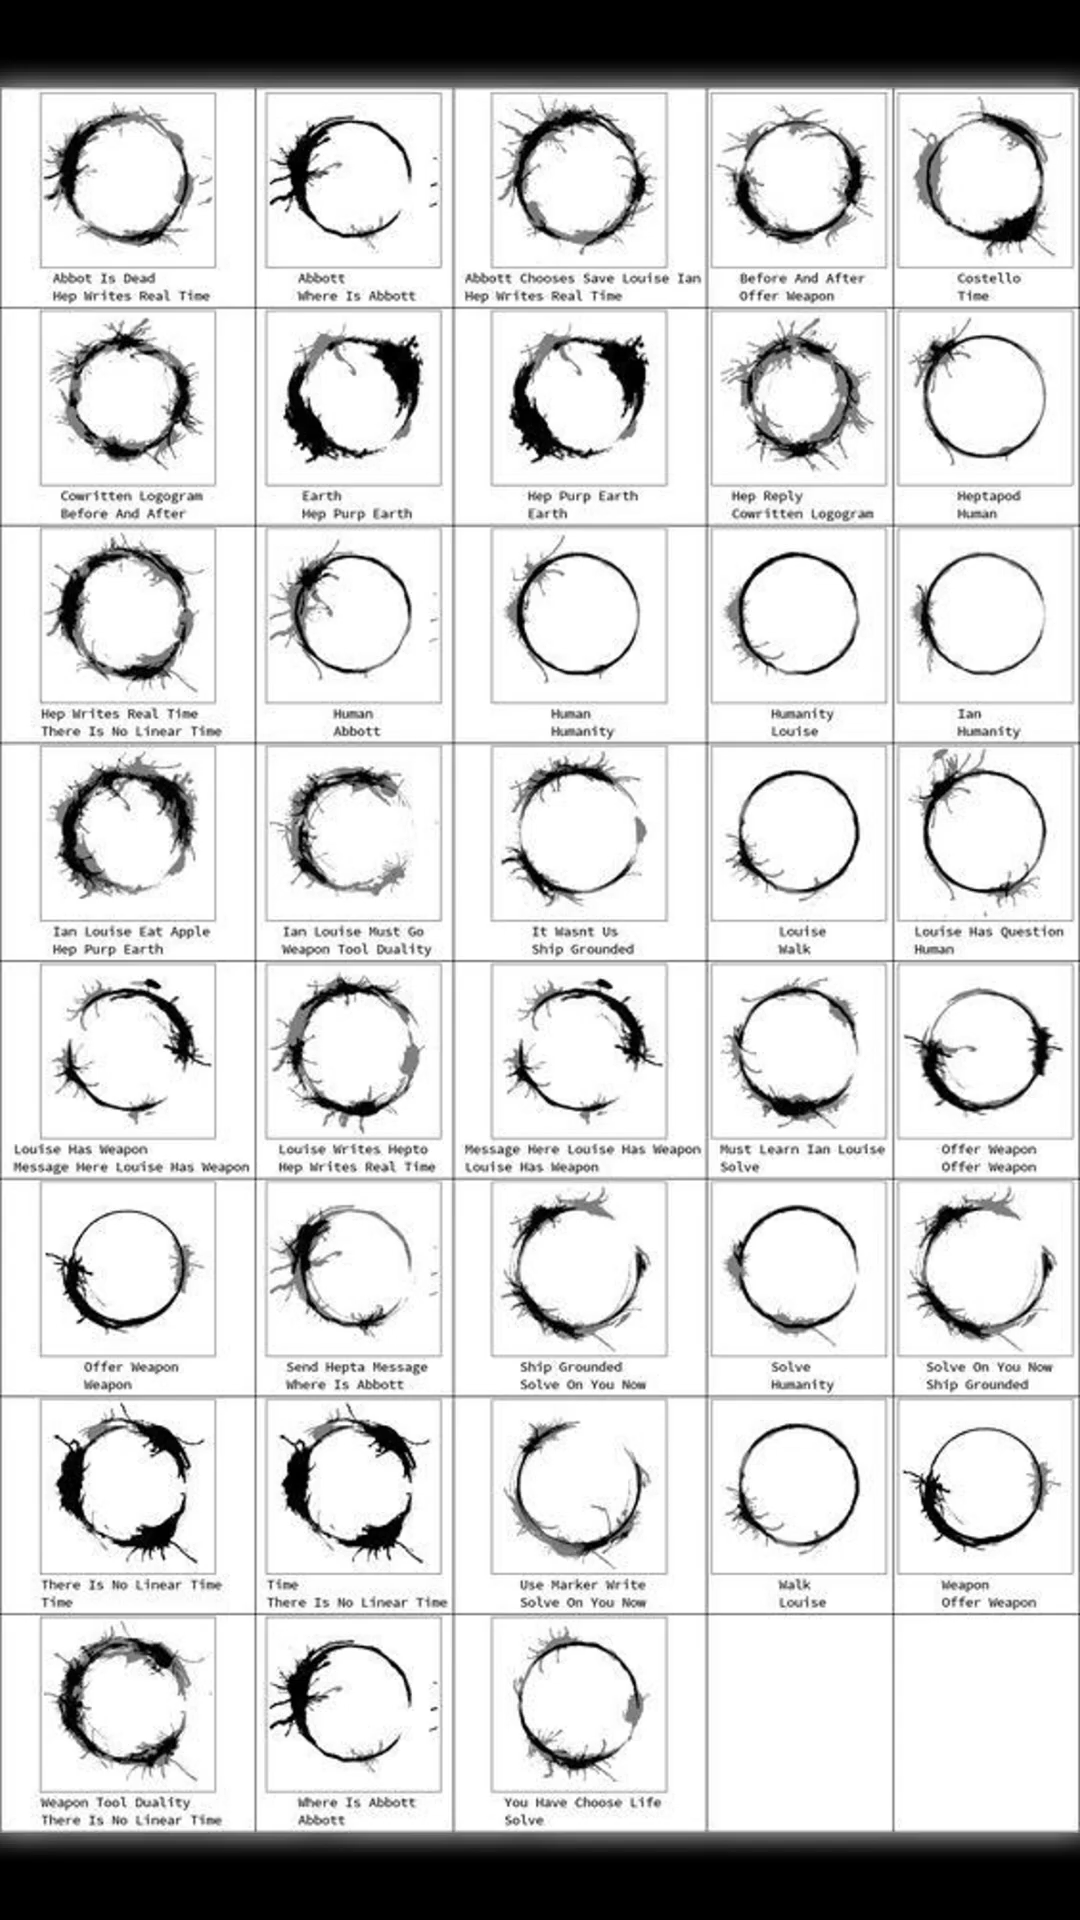 Abbot Is Dead
Hep Writes Real Time
Abbott
Where Is Abbott
Abbott Chooses Save Louise Ian
Hep Writes Real Time
Before And After
Offer Weapon
Costello
Time
Cowritten Logogram
Before And After
Earth
Hep Purp Earth
Hep Purp Earth
Earth
Hep Reply
Cowritten Logogram
Heptapod
Human
Hep Writes Real Time
There Is No Linear Time
Human
Abbott
Human
Humanity
Humanity
Louise
Ian
Humanity
Ian Louise Eat Apple
Hep Purp Earth
Ian Louise Must Go
Weapon Tool Duality
It Wasnt Us
Ship Grounded
Louise
Walk
Louise Has Question
Human
Louise Has Weapon
Message Here Louise Has Weapon
Louise Writes Hepto
Hep Writes Real Time
Message Here Louise Has Weapon
Louise Has Weapon
Must Learn Ian Louise
Solve
Offer Weapon
Offer Weapon
Offer Weapon
Weapon
Send Hepta Message
Where Is Abbott
Ship Grounded
Solve On You Now
Solve
Humanity
Solve On You Now
Ship Grounded
There Is No Linear Time
Time
Time
There Is No Linear Time
Use Marker Write
Solve On You Now
Walk
Louise
Weapon
Offer Weapon
Weapon Tool Duality
There Is No Linear Time
Where Is Abbott
Abbott
You Have Choose Life
Solve